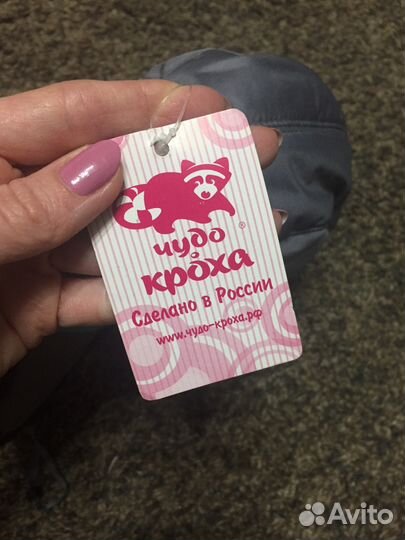 чудо
кроха®
Сделано в России
www.чудо-кроха.рф
Avito